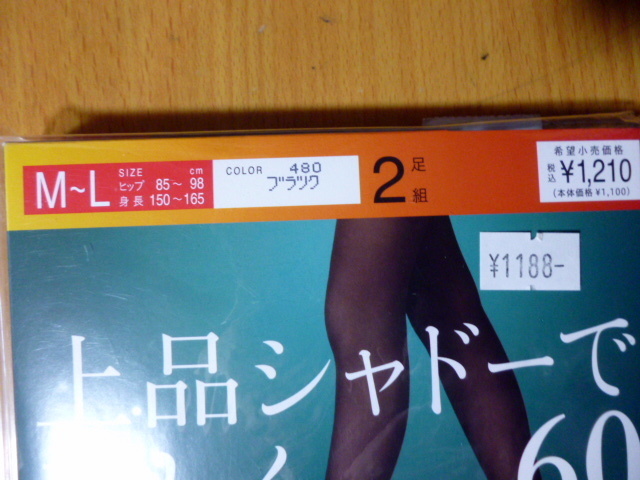 M~L
SIZE cm
ヒップ 85~98
身長 150~165
COLOR 480
ブラック
2足組
希望小売価格
税込 ¥1,210
(本体価格¥1,100)
¥1188-
上品シャドーで
60